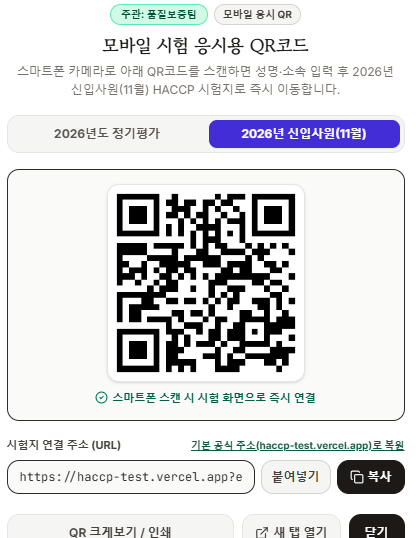 주관: 품질보증팀 모바일 응시 QR
모바일 시험 응시용 QR코드
스마트폰 카메라로 아래 QR코드를 스캔하면 성명·소속 입력 후 2026년
신입사원(11월) HACCP 시험지로 즉시 이동합니다.
2026년도 정기평가 2026년 신입사원(11월)
스마트폰 스캔 시 시험 화면으로 즉시 연결
시험지 연결 주소 (URL) 기본 공식 주소(haccp-test.vercel.app)로 복원
https://haccp-test.vercel.app?e 붙여넣기 복사
QR 크게보기 / 인쇄 새 탭 열기 닫기